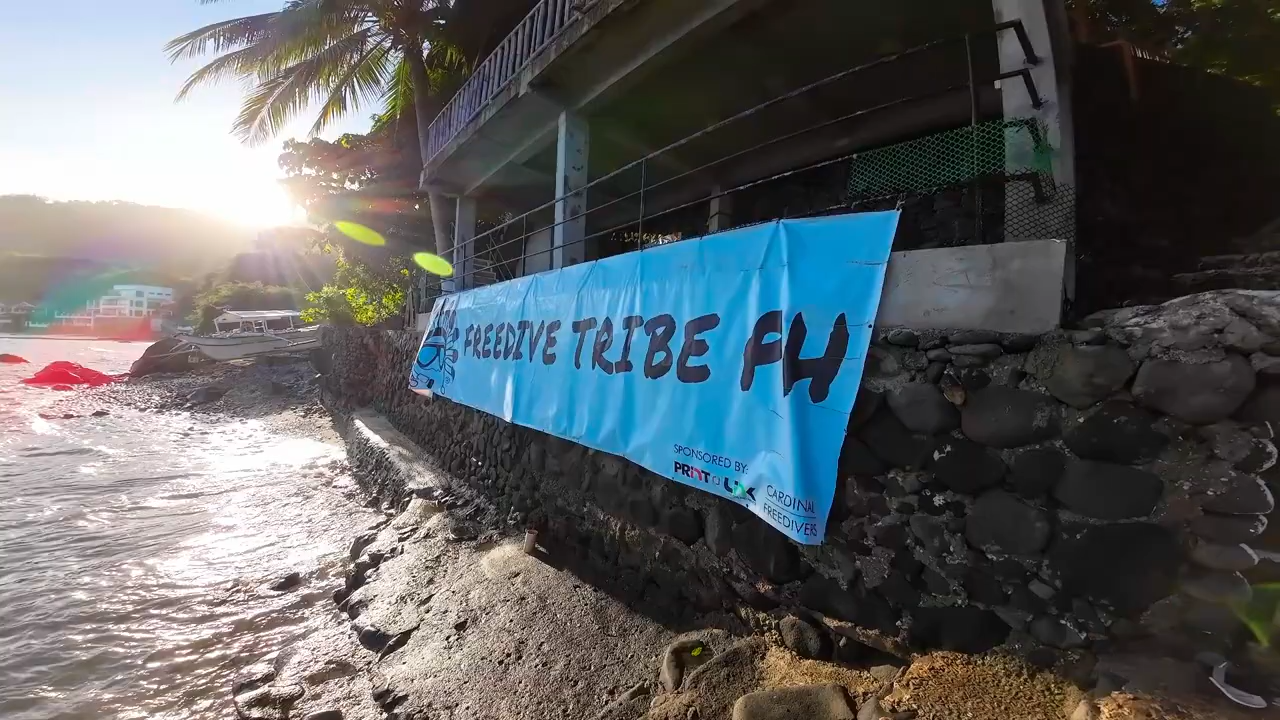 FREEDIVE TRIBE PH
SPONSORED BY:
PRINT
CARDINAL
FREEDIVERS